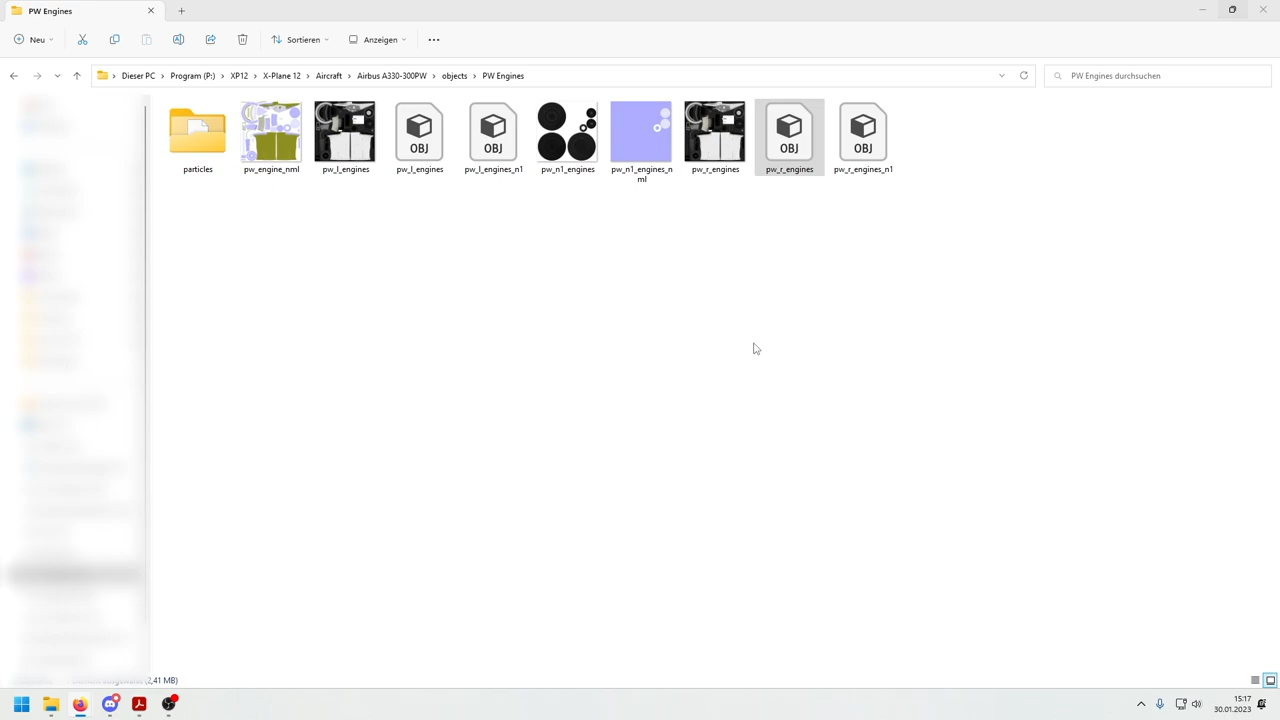 PW Engines
Neu
Sortieren
Anzeigen
Dieser PC
Program (P:)
XP12
X-Plane 12
Aircraft
Airbus A330-300PW
objects
PW Engines
PW Engines durchsuchen
OBJ
OBJ
OBJ
OBJ
particles
pw_engine_nml
pw_l_engines
pw_l_engines
pw_l_engines_n1
pw_n1_engines
pw_n1_engines_n
ml
pw_r_engines
pw_r_engines
pw_r_engines_n1
41 MB)
15:17
30.01.2023